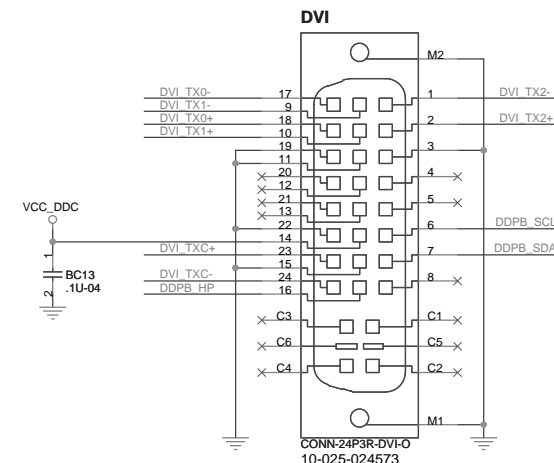 DVI
M2
DVI_TX0- 17 1 DVI_TX2-
DVI_TX1- 9
DVI_TX0+ 18 2 DVI_TX2+
DVI_TX1+ 10
19 3
11
20 4
12
21 5
13
VCC_DDC
22 6 DDPB_SCL
14
DVI_TXC+ 23 7 DDPB_SDA
15
1
BC13
DVI_TXC- 24 8
.1U-04
2
DDPB_HP 16
C3 C1
C6 C5
C4 C2
M1
CONN-24P3R-DVI-O
10-025-024573